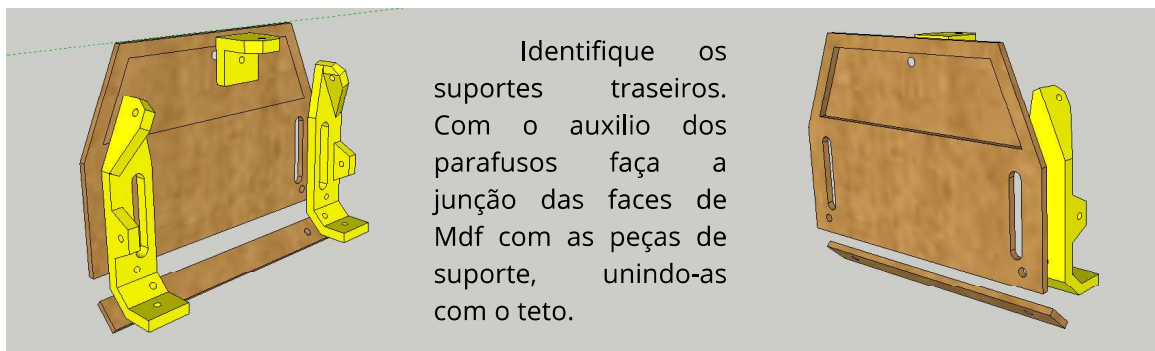 Identifique os
suportes traseiros.
Com o auxilio dos
parafusos faça a
junção das faces de
Mdf com as peças de
suporte, unindo-as
com o teto.